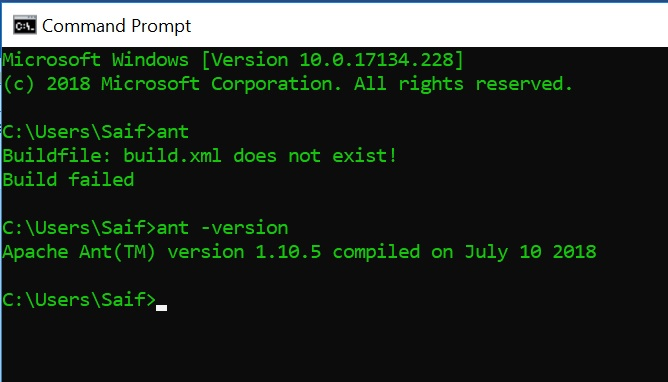 Command Prompt
Microsoft Windows [Version 10.0.17134.228]
(c) 2018 Microsoft Corporation. All rights reserved.
C:\Users\Saif>ant
Buildfile: build.xml does not exist!
Build failed
C:\Users\Saif>ant -version
Apache Ant(TM) version 1.10.5 compiled on July 10 2018
C:\Users\Saif>